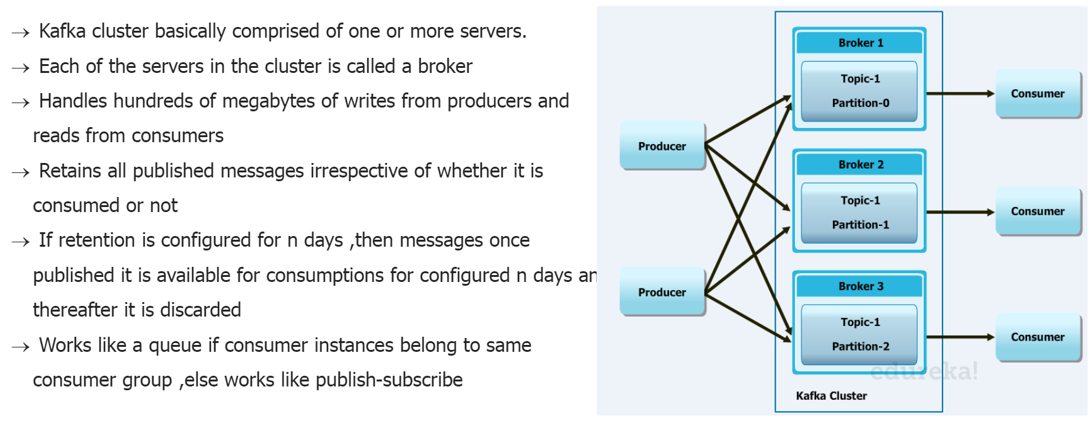 → Kafka cluster basically comprised of one or more servers.
→ Each of the servers in the cluster is called a broker
→ Handles hundreds of megabytes of writes from producers and
reads from consumers
→ Retains all published messages irrespective of whether it is
consumed or not
→ If retention is configured for n days ,then messages once
published it is available for consumptions for configured n days an
thereafter it is discarded
→ Works like a queue if consumer instances belong to same
consumer group ,else works like publish-subscribe
Broker 1
Topic-1
Partition-0
Consumer
Producer
Broker 2
Topic-1
Partition-1
Consumer
Producer
Broker 3
Topic-1
Partition-2
Consumer
edureka!
Kafka Cluster